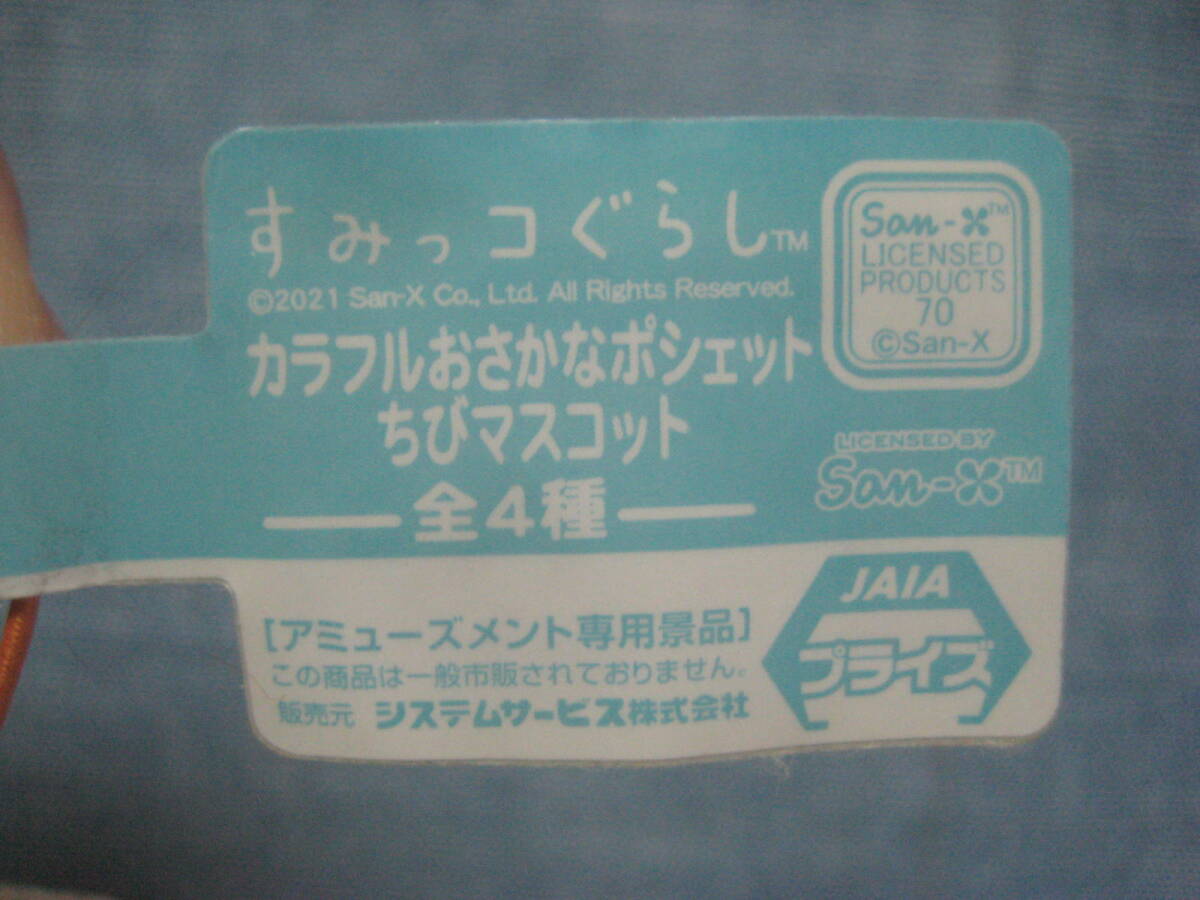 すみっコぐらし™
©2021 San-X Co., Ltd. All Rights Reserved.
カラフルおさかなポシェット
ちびマスコット
全4種
San-X™
LICENSED
PRODUCTS
70
©San-X
LICENSED BY
San-X™
[アミューズメント専用景品]
この商品は一般市販されておりません。
販売元 システムサービス株式会社
JAIA
プライズ